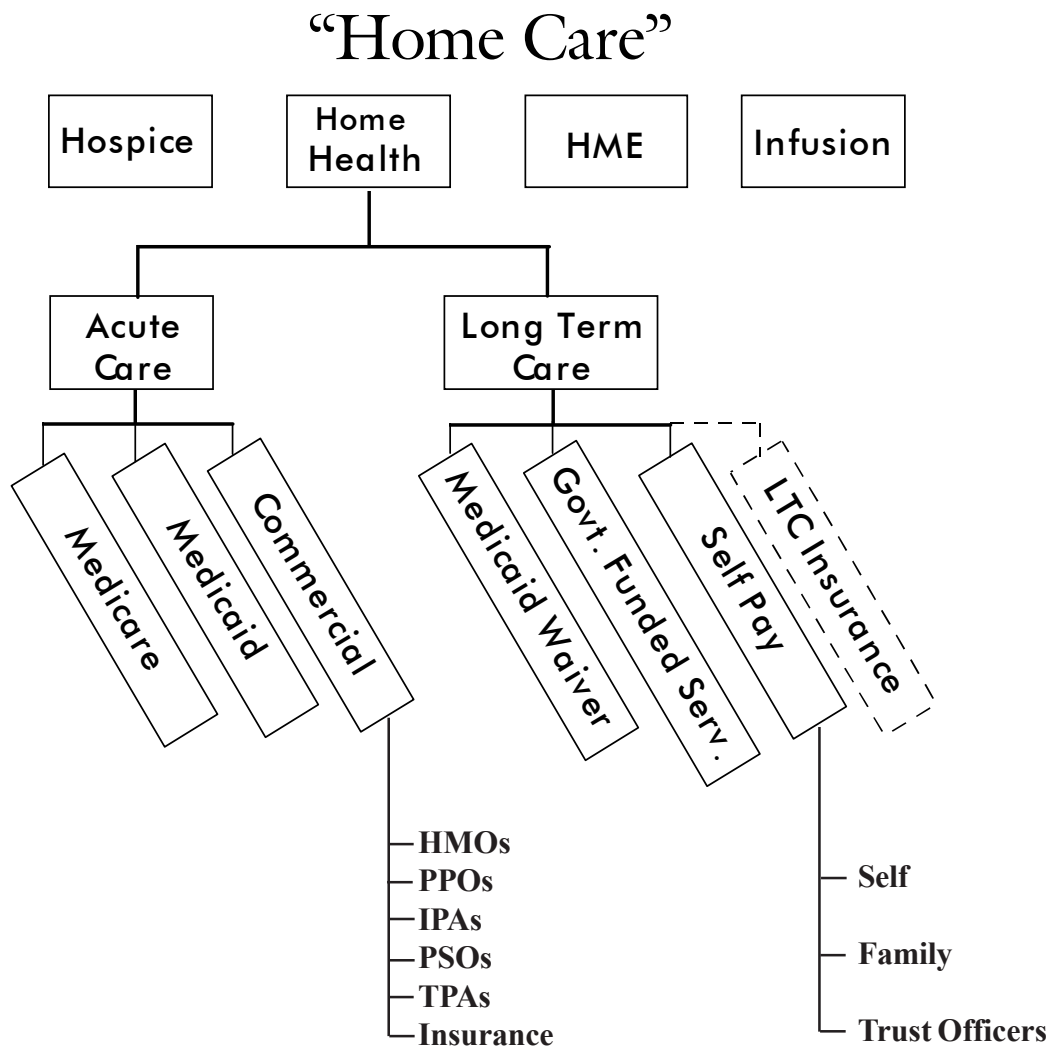 “Home Care”
Hospice
Home
Health
HME
Infusion
Acute
Care
Long Term
Care
Medicare
Medicaid
Commercial
Medicaid Waiver
Govt. Funded Serv.
Self Pay
LTC Insurance
HMOs
PPOs
IPAs
PSOs
TPAs
Insurance
Self
Family
Trust Officers